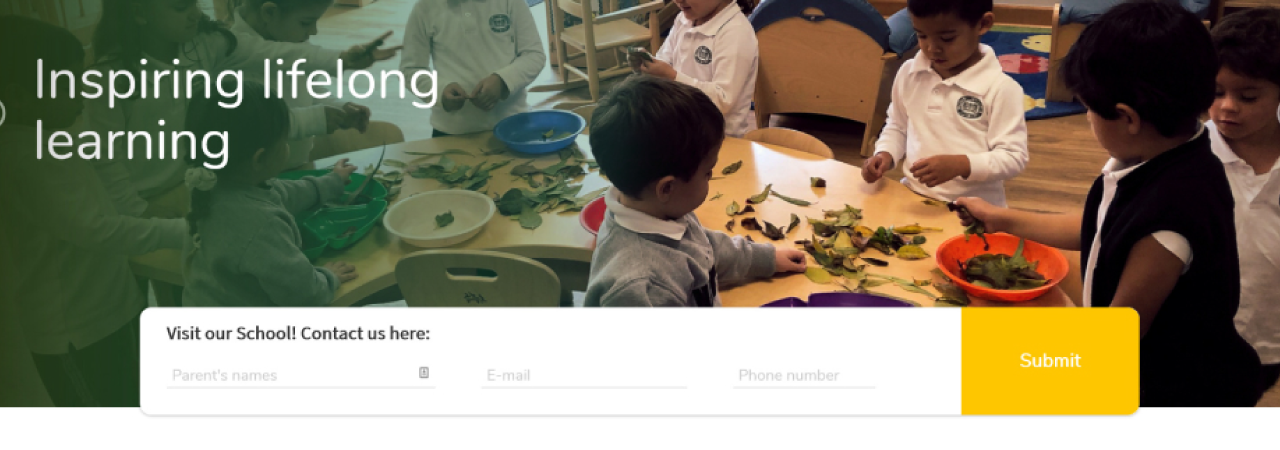 Inspiring lifelong
learning
Visit our School! Contact us here:
Parent's names
E-mail
Phone number
Submit